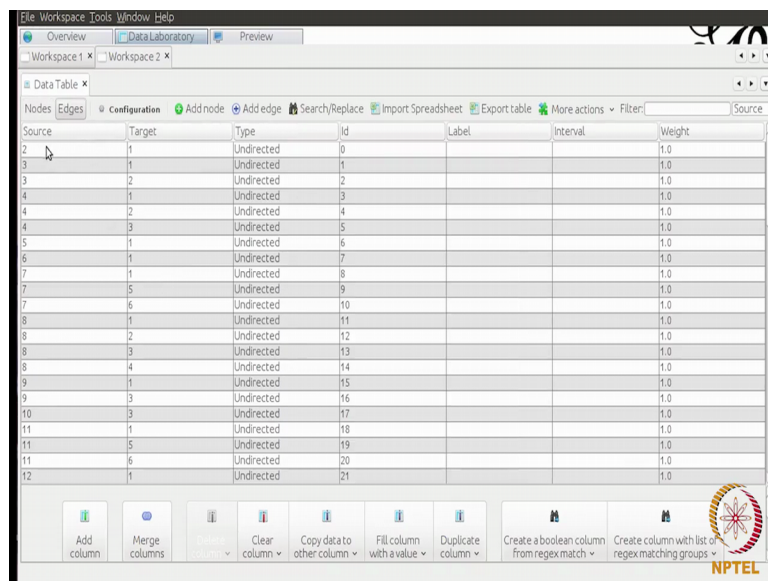 File Workspace Tools Window Help
Overview Data Laboratory Preview
Workspace 1 × Workspace 2 ×
Data Table ×
Nodes Edges Configuration Add node Add edge Search/Replace Import Spreadsheet Export table More actions Filter: Source
Source Target Type Id Label Interval Weight
2 1 Undirected 0 1.0
3 1 Undirected 1 1.0
3 2 Undirected 2 1.0
4 1 Undirected 3 1.0
4 2 Undirected 4 1.0
4 3 Undirected 5 1.0
5 1 Undirected 6 1.0
6 1 Undirected 7 1.0
7 1 Undirected 8 1.0
7 5 Undirected 9 1.0
7 6 Undirected 10 1.0
8 1 Undirected 11 1.0
8 2 Undirected 12 1.0
8 3 Undirected 13 1.0
8 4 Undirected 14 1.0
9 1 Undirected 15 1.0
9 3 Undirected 16 1.0
10 3 Undirected 17 1.0
11 1 Undirected 18 1.0
11 5 Undirected 19 1.0
11 6 Undirected 20 1.0
12 1 Undirected 21 1.0
Add Merge Delete Clear Copy data to Fill column Duplicate Create a boolean column Create column with list of
column columns column column other column with a value column from regex match regex matching groups
NPTEL